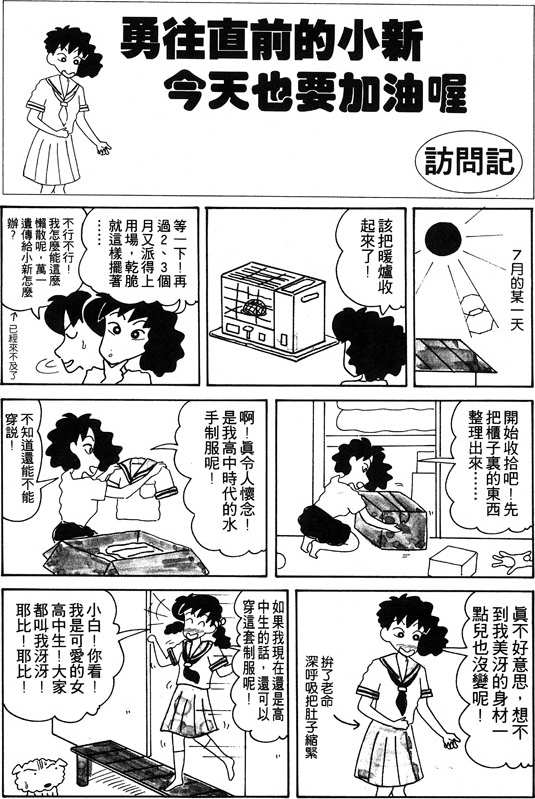 勇往直前的小新
今天也要加油喔
訪問記
7月的某一天
該把暖爐收
起來了!
等一下!再
過2、3個
月又派得上
用場,乾脆
就這樣擺著
……
不行不行!
我怎麼能這麼
懶散呢,萬一
遺傳給小新怎麼
辦?
↑已經來不及了
開始收拾吧!先
把櫃子裏的東西
整理出來……
啊!眞令人懷念!
是我高中時代的水
手制服呢!
不知道還能不能
穿說!
眞不好意思,想不
到我美冴的身材一
點兒也沒變呢!
拚了老命
深呼吸把肚子縮緊
如果我現在還是高
中生的話,還可以
穿這套制服呢!
小白!你看!
我是可愛的女
高中生!大家
都叫我冴冴!
耶比!耶比!